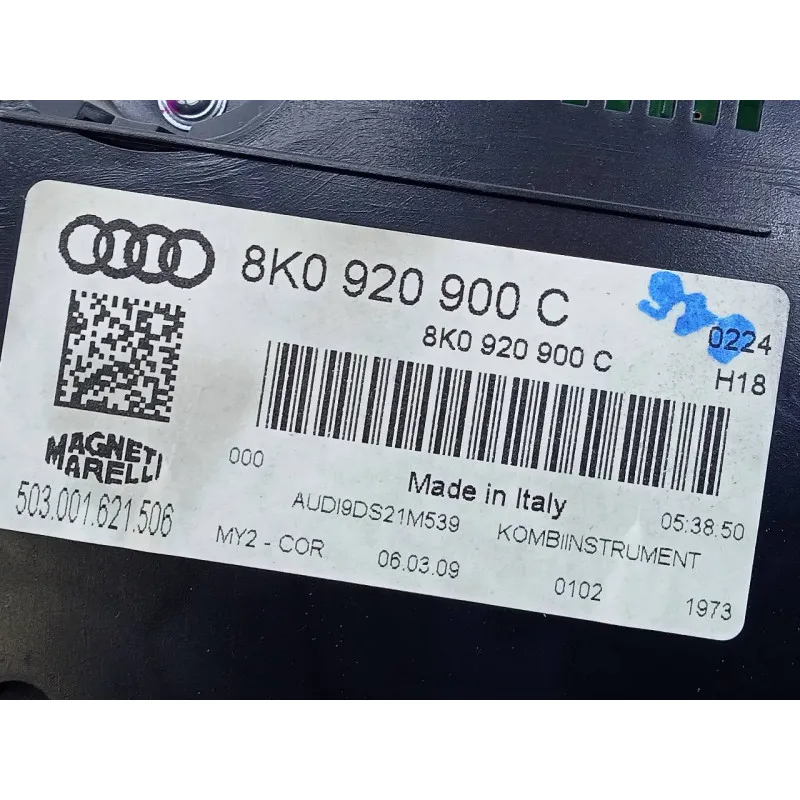 8K0 920 900 C
8K0 920 900 C
0224
H18
MAGNETI
MARELLI
503.001.621.506
000
Made in Italy
AUDI9DS21M539
KOMBIINSTRUMENT
05:38.50
MY2 - COR
06.03.09
0102
1973